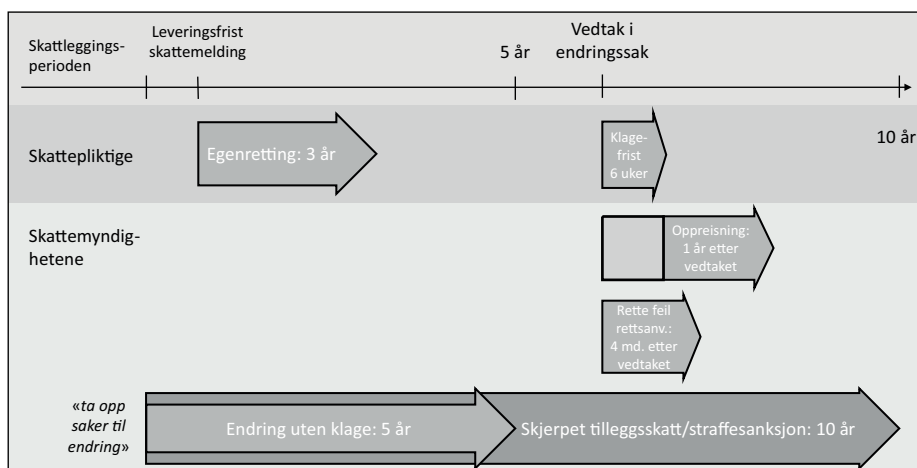 Skattleggings-
perioden
Leveringsfrist
skattemelding
5 år
Vedtak i
endringssak
10 år
Skattepliktige
Egenretting: 3 år
Klage-
frist
6 uker
Skattemyndig-
hetene
Oppreisning:
1 år etter
vedtaket
Rette feil
rettsanv.:
4 md. etter
vedtaket
«ta opp
saker til
endring»
Endring uten klage: 5 år
Skjerpet tilleggsskatt/straffesanksjon: 10 år